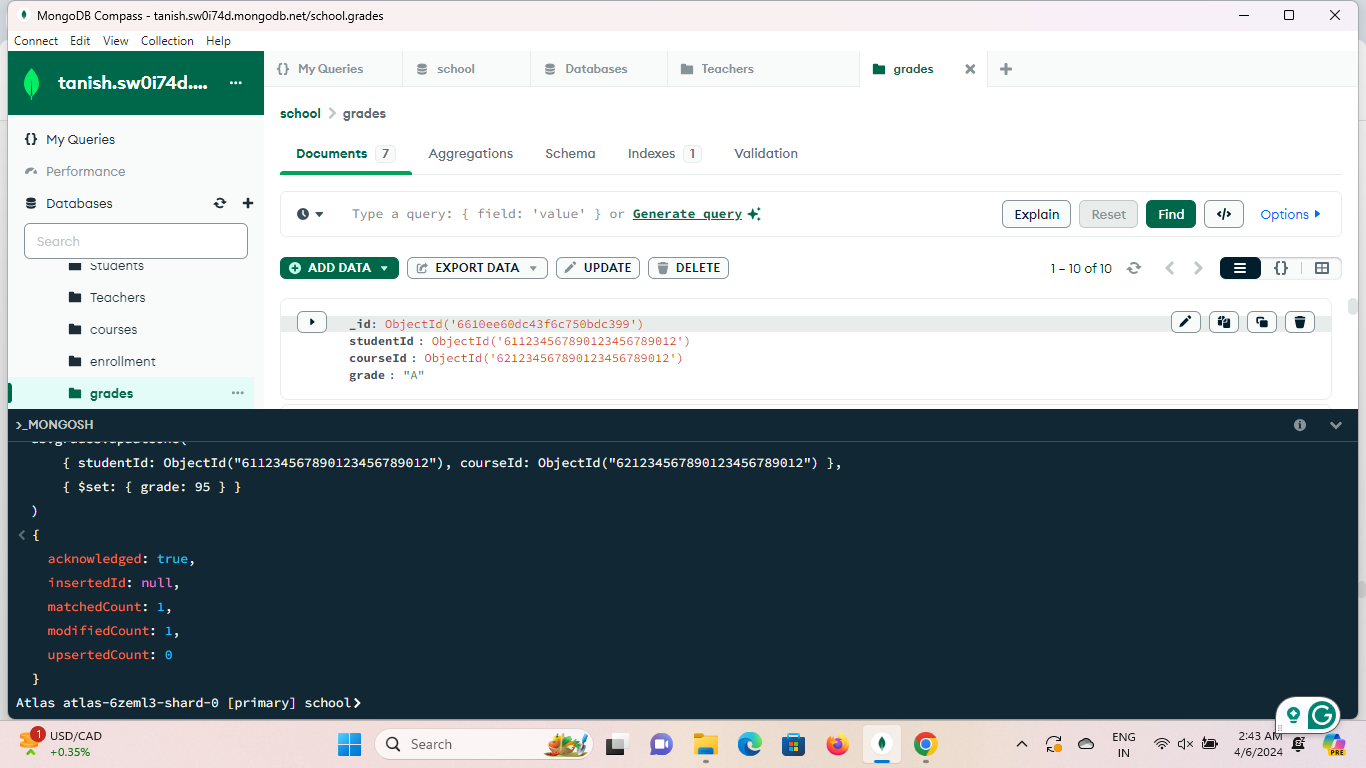 MongoDB Compass - tanish.sw0i74d.mongodb.net/school.grades
Connect Edit View Collection Help
tanish.sw0i74d.... ...
{} My Queries
school
Databases
Teachers
grades
school > grades
My Queries
Performance
Databases
Search
Students
Teachers
courses
enrollment
grades ...
Documents 7 Aggregations Schema Indexes 1 Validation
Type a query: { field: 'value' } or Generate query
Explain Reset Find </> Options
ADD DATA EXPORT DATA UPDATE DELETE
1 – 10 of 10 {}
_id: ObjectId('6610ee60dc43f6c750bdc399')
studentId : ObjectId('611234567890123456789012')
courseId : ObjectId('621234567890123456789012')
grade : "A"
>_MONGOSH
{ studentId: ObjectId("611234567890123456789012"), courseId: ObjectId("621234567890123456789012") },
{ $set: { grade: 95 } }
)
< {
acknowledged: true,
insertedId: null,
matchedCount: 1,
modifiedCount: 1,
upsertedCount: 0
}
Atlas atlas-6zeml3-shard-0 [primary] school>
1
USD/CAD
+0.35%
Search
ENG
IN
2:43 AM
4/6/2024
PRE